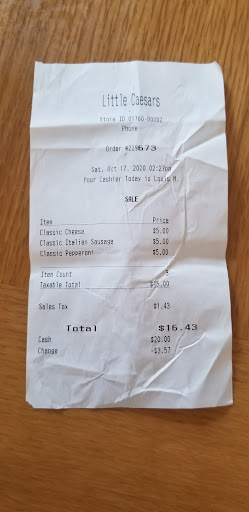 Little Caesars
Store ID 01760-00002
Phone
Order #229673
Sat, Oct 17, 2020 02:27pm
Your Cashier Today is Louis M.
SALE
Item Price
Classic Cheese $5.00
Classic Italian Sausage $5.00
Classic Pepperoni $5.00
Item Count 3
Taxable Total $15.00
Sales Tax $1.43
Total $16.43
Cash $20.00
Change -$3.57